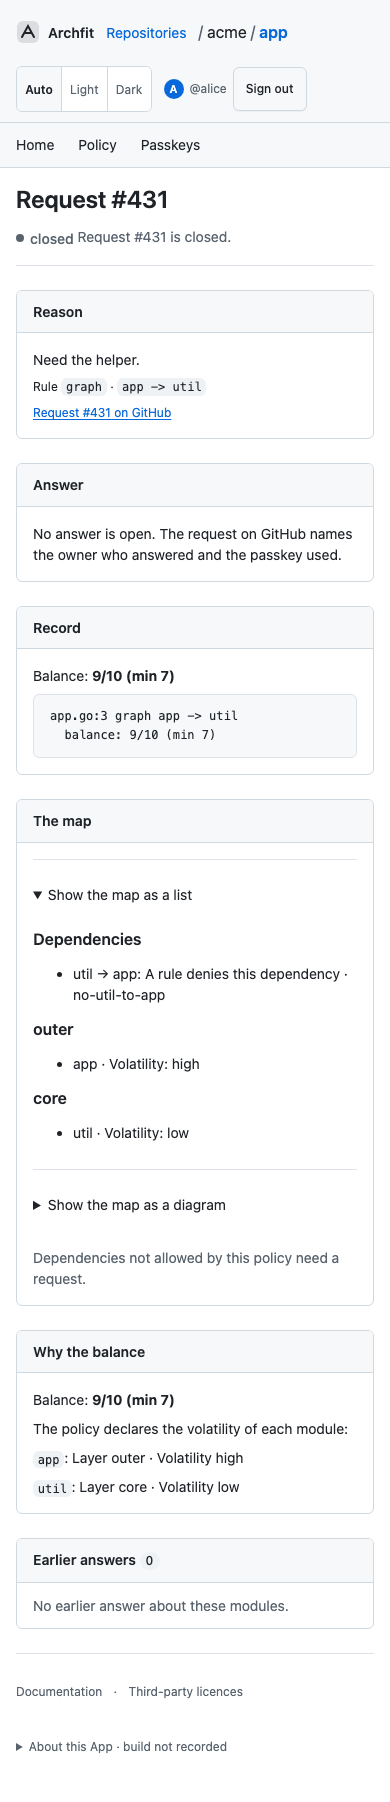 Archfit Repositories / acme / app
Auto Light Dark A @alice Sign out
Home Policy Passkeys
Request #431
closed Request #431 is closed.
Reason
Need the helper.
Rule graph · app —> util
Request #431 on GitHub
Answer
No answer is open. The request on GitHub names
the owner who answered and the passkey used.
Record
Balance: 9/10 (min 7)
app.go:3 graph app —> util
balance: 9/10 (min 7)
The map
Show the map as a list
Dependencies
util → app: A rule denies this dependency ·
no-util-to-app
outer
app · Volatility: high
core
util · Volatility: low
Show the map as a diagram
Dependencies not allowed by this policy need a
request.
Why the balance
Balance: 9/10 (min 7)
The policy declares the volatility of each module:
app: Layer outer · Volatility high
util: Layer core · Volatility low
Earlier answers 0
No earlier answer about these modules.
Documentation · Third-party licences
About this App · build not recorded